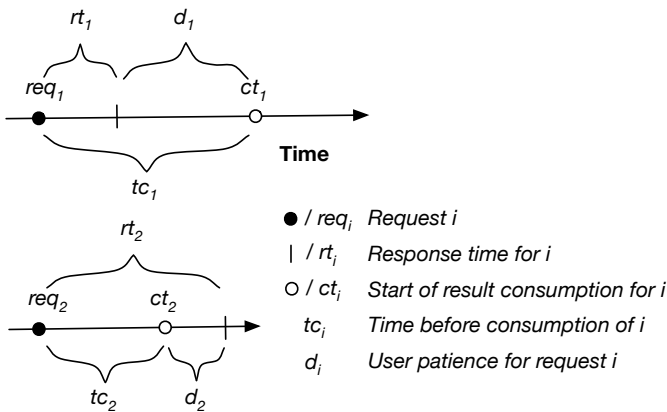 rt1 d1
req1 ct1
Time
tc1
rt2
req2 ct2
tc2 d2
/ reqi Request i
/ rti Response time for i
/ cti Start of result consumption for i
tci Time before consumption of i
di User patience for request i